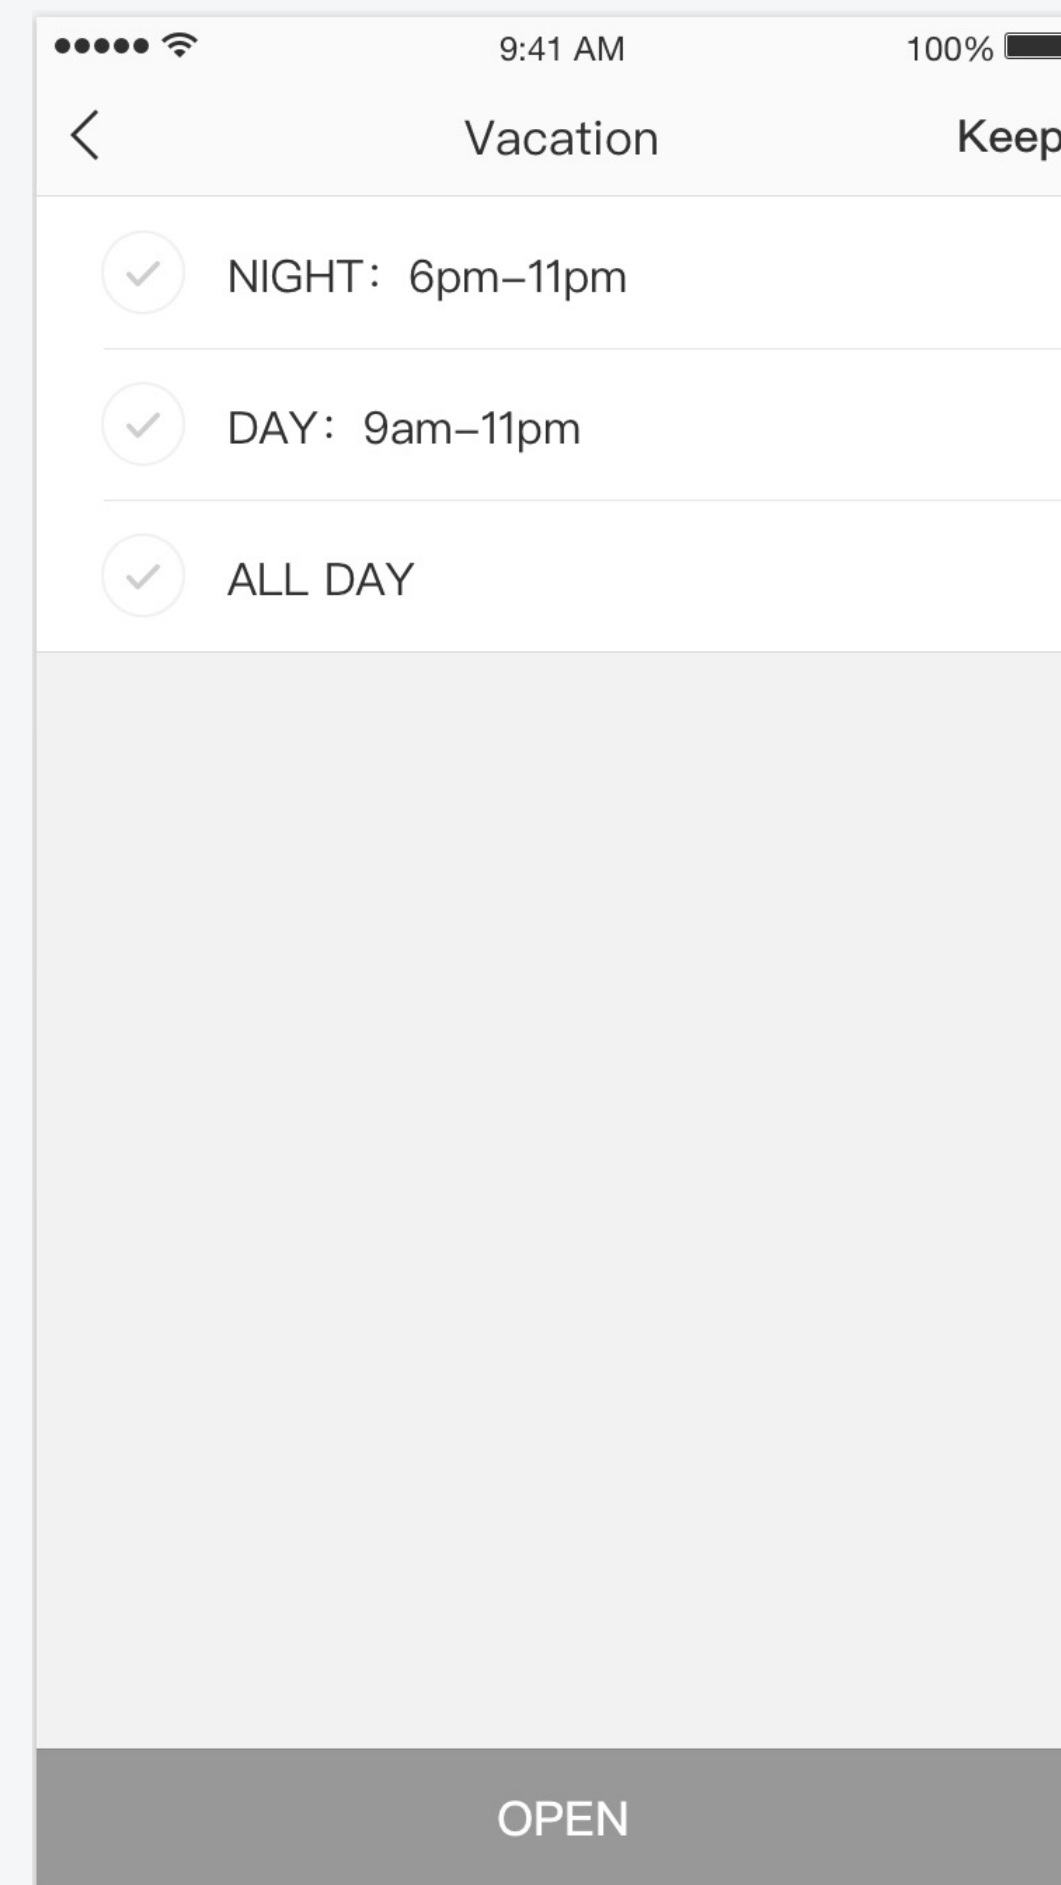 9:41 AM
100%
Vacation
Keep
NIGHT：6pm–11pm
DAY：9am–11pm
ALL DAY
OPEN